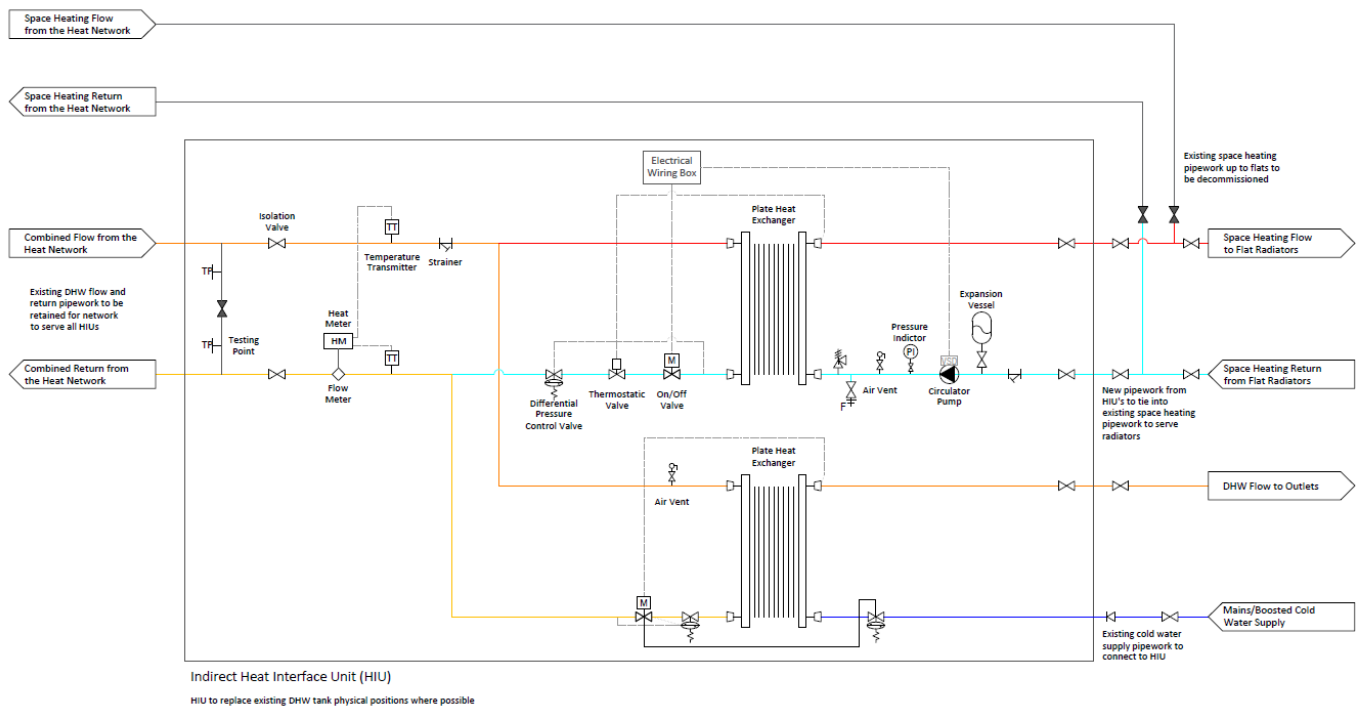 Space Heating Flow
from the Heat Network
Space Heating Return
from the Heat Network
Electrical
Wiring Box
Existing space heating
pipework up to flats to
be decommissioned
Combined Flow from the
Heat Network
Isolation
Valve
TT
Temperature
Transmitter
Strainer
Plate Heat
Exchanger
Space Heating Flow
to Flat Radiators
TP
Existing DHW flow and
return pipework to be
retained for network
to serve all HIUs
TP
Testing
Point
Heat
Meter
HM
TT
Flow
Meter
Combined Return from
the Heat Network
Differential
Pressure
Control Valve
Thermostatic
Valve
M
On/Off
Valve
F
Air Vent
Pressure
Indictor
PI
VSD
Circulator
Pump
Expansion
Vessel
Space Heating Return
from Flat Radiators
New pipework from
HIU's to tie into
existing space heating
pipework to serve
radiators
Plate Heat
Exchanger
Air Vent
DHW Flow to Outlets
M
Mains/Boosted Cold
Water Supply
Existing cold water
supply pipework to
connect to HIU
Indirect Heat Interface Unit (HIU)
HIU to replace existing DHW tank physical positions where possible